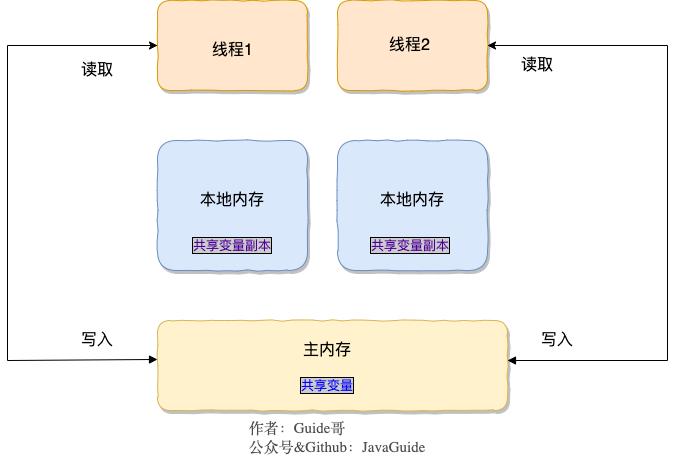 线程1
线程2
读取
读取
本地内存
本地内存
共享变量副本
共享变量副本
写入
主内存
写入
共享变量
作者：Guide哥
公众号&Github：JavaGuide